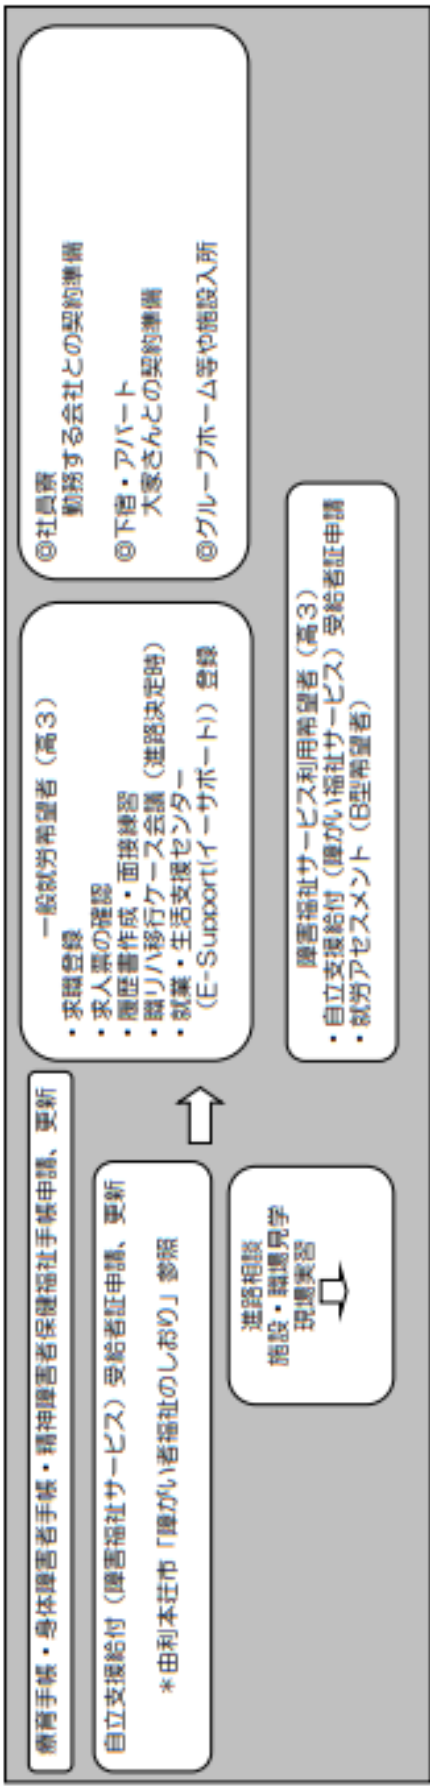 療育手帳・身体障害者手帳・精神障害者保健福祉手帳申請、更新
自立支援給付（障害福祉サービス）受給者証申請、更新
＊由利本荘市「障がい者福祉のしおり」参照
進路相談
施設・職場見学
現場実習
一般就労希望者（高３）
・求職登録
・求人票の確認
・履歴書作成・面接練習
・職リハ移行ケース会議（進路決定時）
・就業・生活支援センター
（E-Support(イーサポート)）登録
障害福祉サービス利用希望者（高３）
・自立支援給付（障がい福祉サービス）受給者証申請
・就労アセスメント（B型希望者）
◎社員寮
勤務する会社との契約準備
◎下宿・アパート
大家さんとの契約準備
◎グループホーム等や施設入所